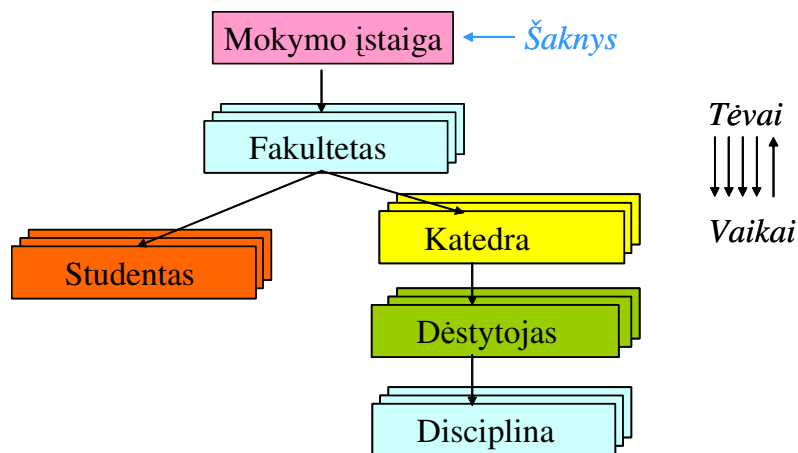 Mokymo įstaiga
Šaknys
Fakultetas
Tėvai
Vaikai
Katedra
Studentas
Dėstytojas
Disciplina